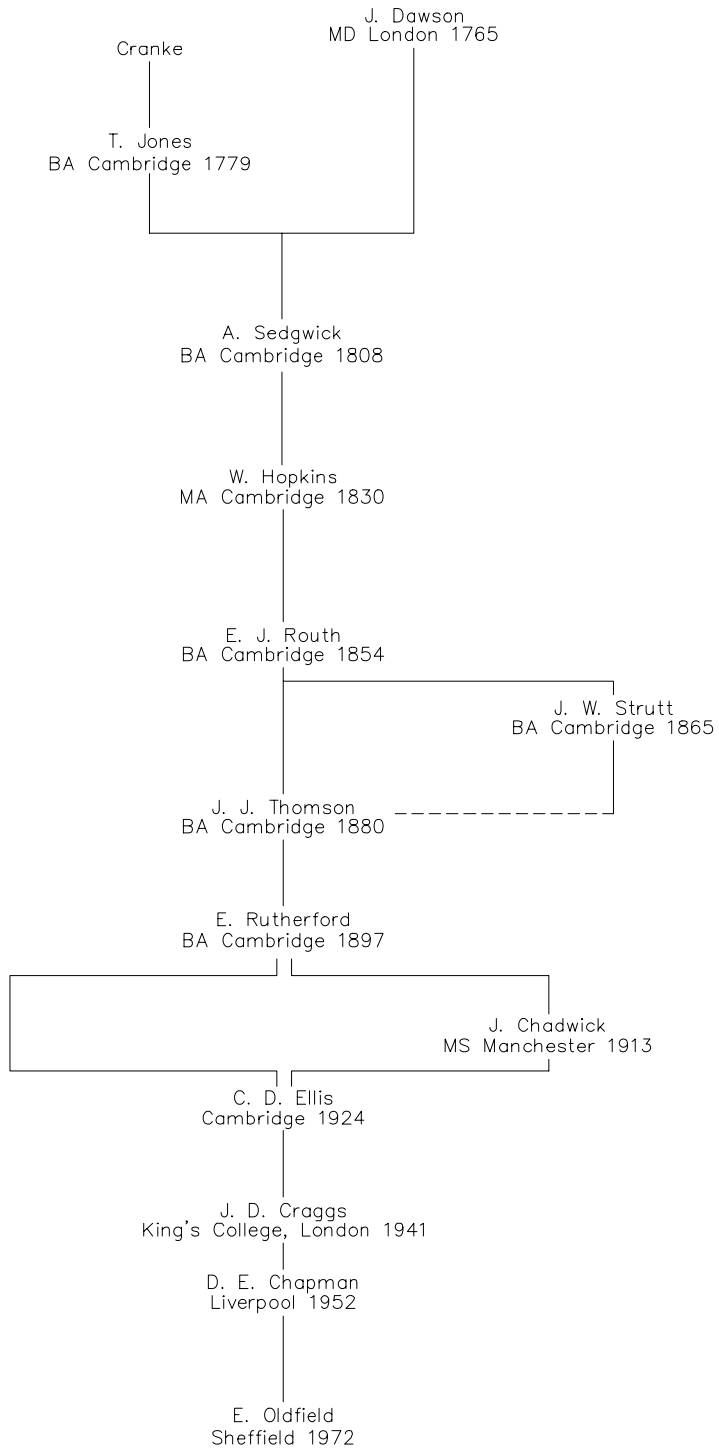 J. Dawson
MD London 1765
Cranke
T. Jones
BA Cambridge 1779
A. Sedgwick
BA Cambridge 1808
W. Hopkins
MA Cambridge 1830
E. J. Routh
BA Cambridge 1854
J. W. Strutt
BA Cambridge 1865
J. J. Thomson
BA Cambridge 1880
E. Rutherford
BA Cambridge 1897
J. Chadwick
MS Manchester 1913
C. D. Ellis
Cambridge 1924
J. D. Craggs
King's College, London 1941
D. E. Chapman
Liverpool 1952
E. Oldfield
Sheffield 1972